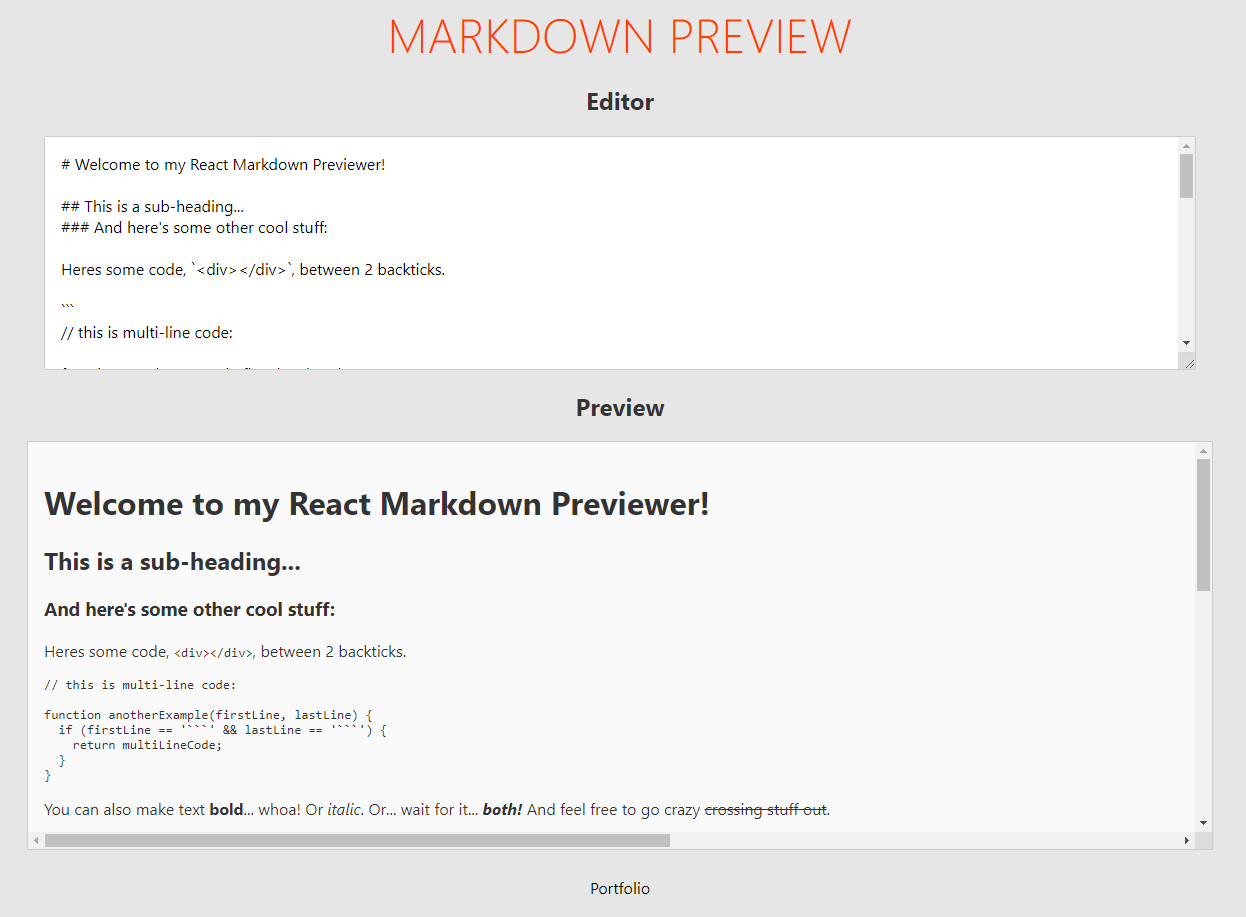 MARKDOWN PREVIEW
Editor
# Welcome to my React Markdown Previewer!
## This is a sub-heading...
### And here's some other cool stuff:
Heres some code, `<div></div>`, between 2 backticks.
```
// this is multi-line code:
Preview
Welcome to my React Markdown Previewer!
This is a sub-heading...
And here's some other cool stuff:
Heres some code, <div></div>, between 2 backticks.
// this is multi-line code:
function anotherExample(firstLine, lastLine) {
  if (firstLine == '```' && lastLine == '```') {
    return multiLineCode;
  }
}
You can also make text bold... whoa! Or italic. Or... wait for it... both! And feel free to go crazy crossing stuff out.
Portfolio